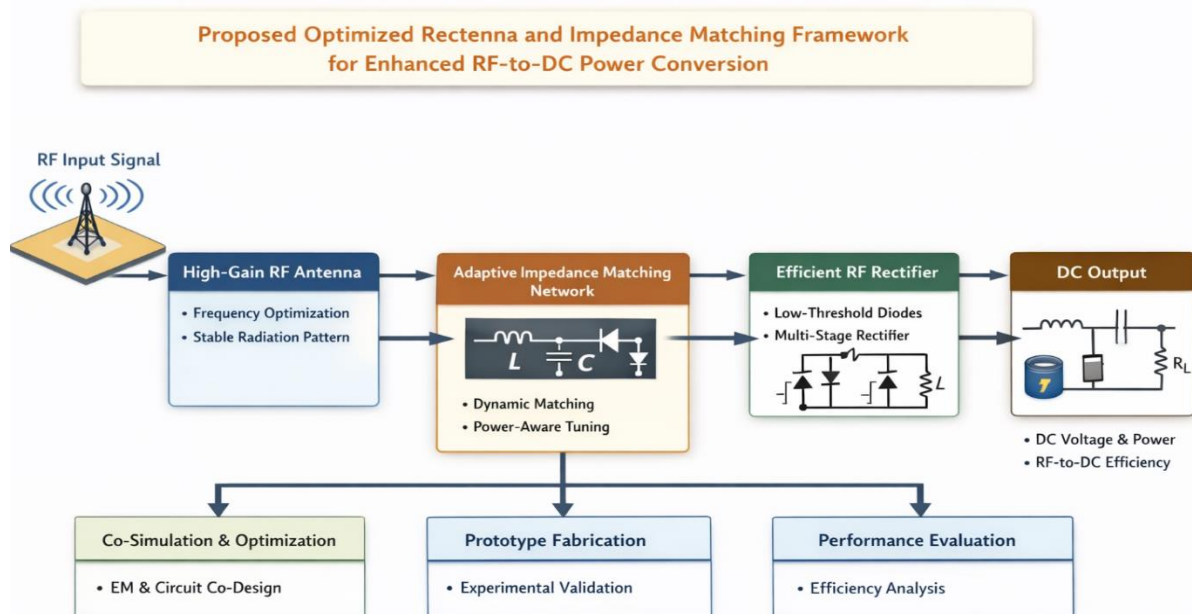 Proposed Optimized Rectenna and Impedance Matching Framework
for Enhanced RF-to-DC Power Conversion
RF Input Signal
High-Gain RF Antenna
• Frequency Optimization
• Stable Radiation Pattern
Adaptive Impedance Matching
Network
L
C
• Dynamic Matching
• Power-Aware Tuning
Efficient RF Rectifier
• Low-Threshold Diodes
• Multi-Stage Rectifier
L
DC Output
RL
• DC Voltage & Power
• RF-to-DC Efficiency
Co-Simulation & Optimization
• EM & Circuit Co-Design
Prototype Fabrication
• Experimental Validation
Performance Evaluation
• Efficiency Analysis